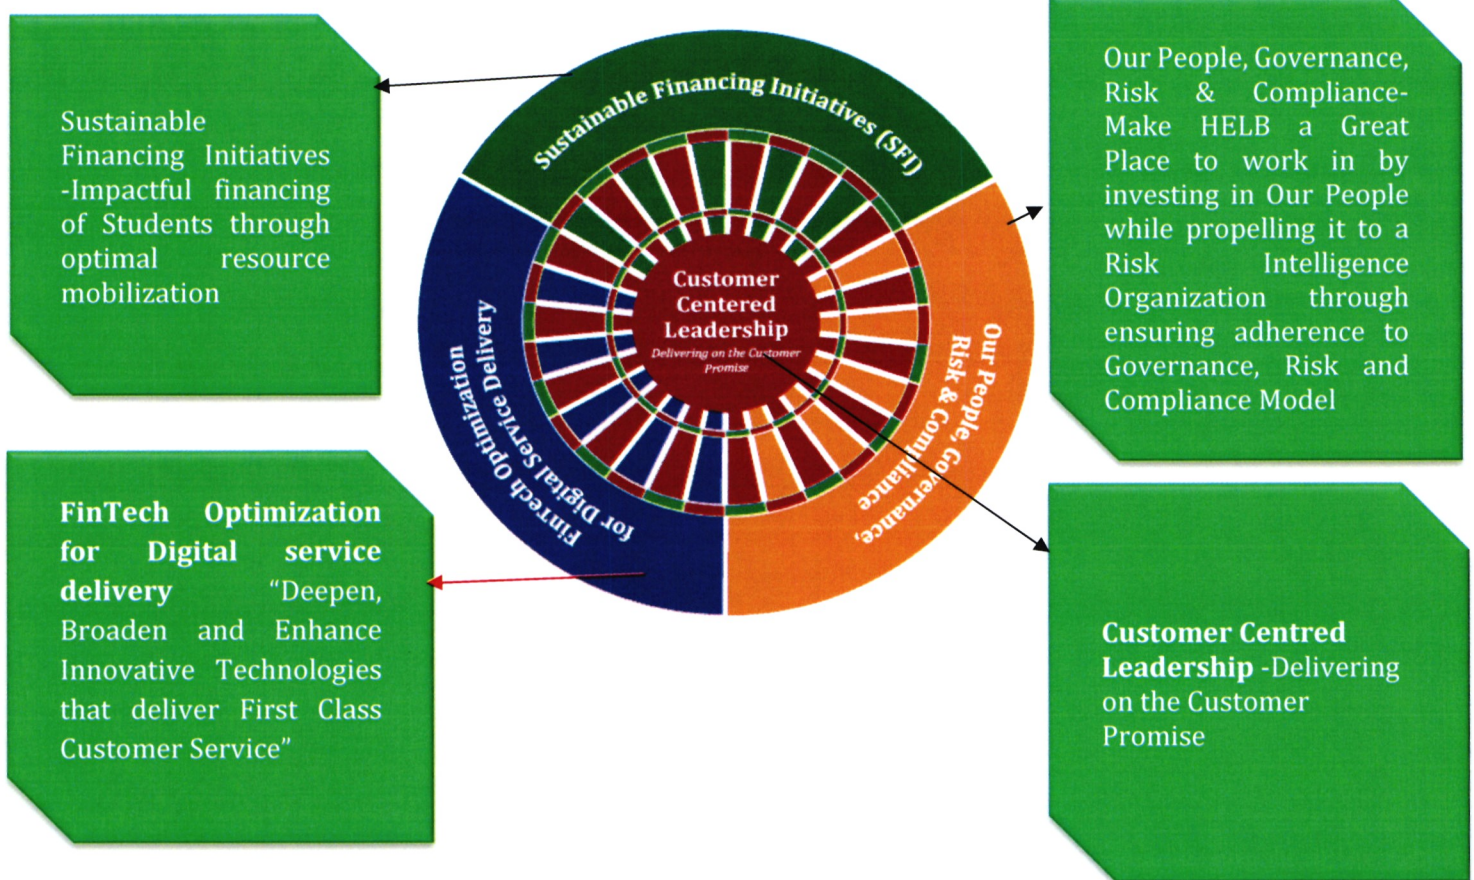 Sustainable
Financing Initiatives
-Impactful financing
of Students through
optimal resource
mobilization
Sustainable Financing Initiatives (SFI)
Our People, Governance,
Risk & Compliance-
Make HELB a Great
Place to work in by
investing in Our People
while propelling it to a
Risk Intelligence
Organization through
ensuring adherence to
Governance, Risk and
Compliance Model
Customer
Centered
Leadership
Delivering on the Customer
Promise
Our People, Governance,
Risk & Compliance
FinTech Optimization
for Digital Service Delivery
FinTech Optimization
for Digital service
delivery “Deepen,
Broaden and Enhance
Innovative Technologies
that deliver First Class
Customer Service”
Customer Centred
Leadership -Delivering
on the Customer
Promise